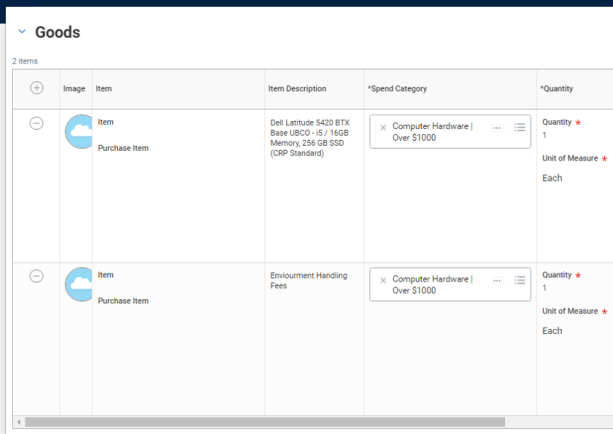 Goods
2 items
Image Item Item Description *Spend Category *Quantity
Item
Purchase Item
Dell Latitude 5420 BTX
Base UBCO - i5 / 16GB
Memory, 256 GB SSD
(CRP Standard)
× Computer Hardware | ...
Over $1000
Quantity *
1
Unit of Measure *
Each
Item
Purchase Item
Enviourment Handling
Fees
× Computer Hardware | ...
Over $1000
Quantity *
1
Unit of Measure *
Each